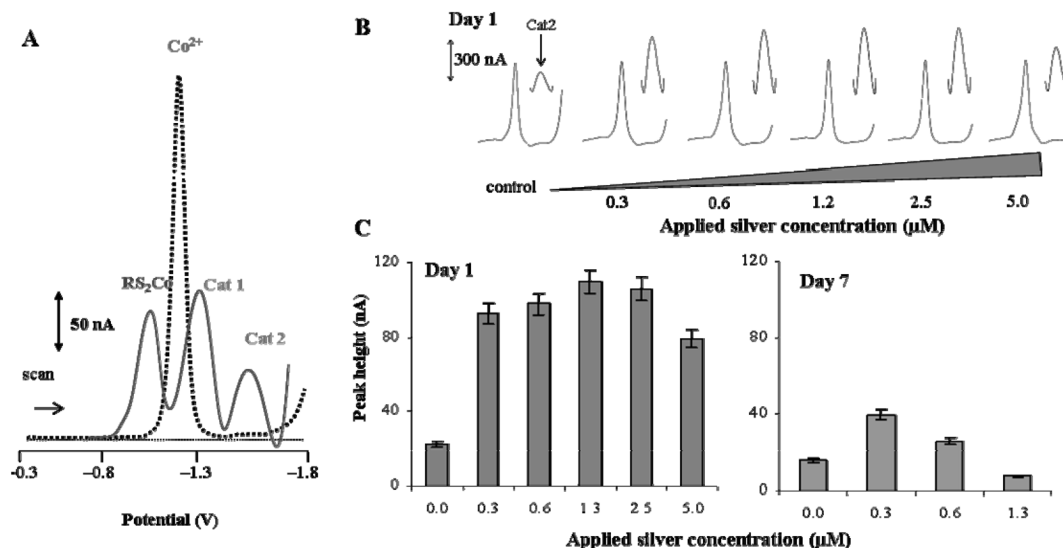 A
Co²⁺
RS₂Co
Cat 1
Cat 2
50 nA
scan
-0.3 -0.8 -1.3 -1.8
Potential (V)
B
Day 1
Cat2
300 nA
control
0.3 0.6 1.2 2.5 5.0
Applied silver concentration (µM)
C
Day 1
Peak height (nA)
120
80
40
0
0.0 0.3 0.6 1.3 2.5 5.0
Day 7
120
80
40
0
0.0 0.3 0.6 1.3
Applied silver concentration (µM)